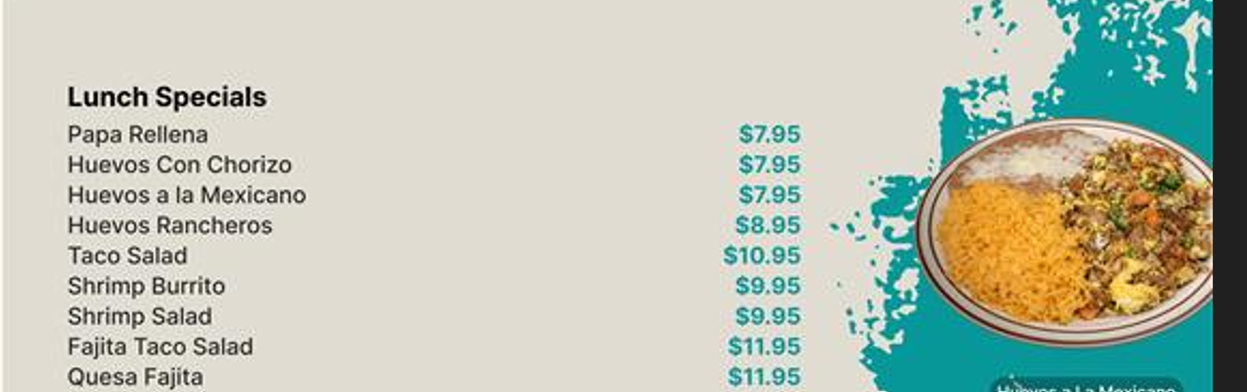 Lunch Specials
Papa Rellena $7.95
Huevos Con Chorizo $7.95
Huevos a la Mexicano $7.95
Huevos Rancheros $8.95
Taco Salad $10.95
Shrimp Burrito $9.95
Shrimp Salad $9.95
Fajita Taco Salad $11.95
Quesa Fajita $11.95
Huevos a La Mexicano